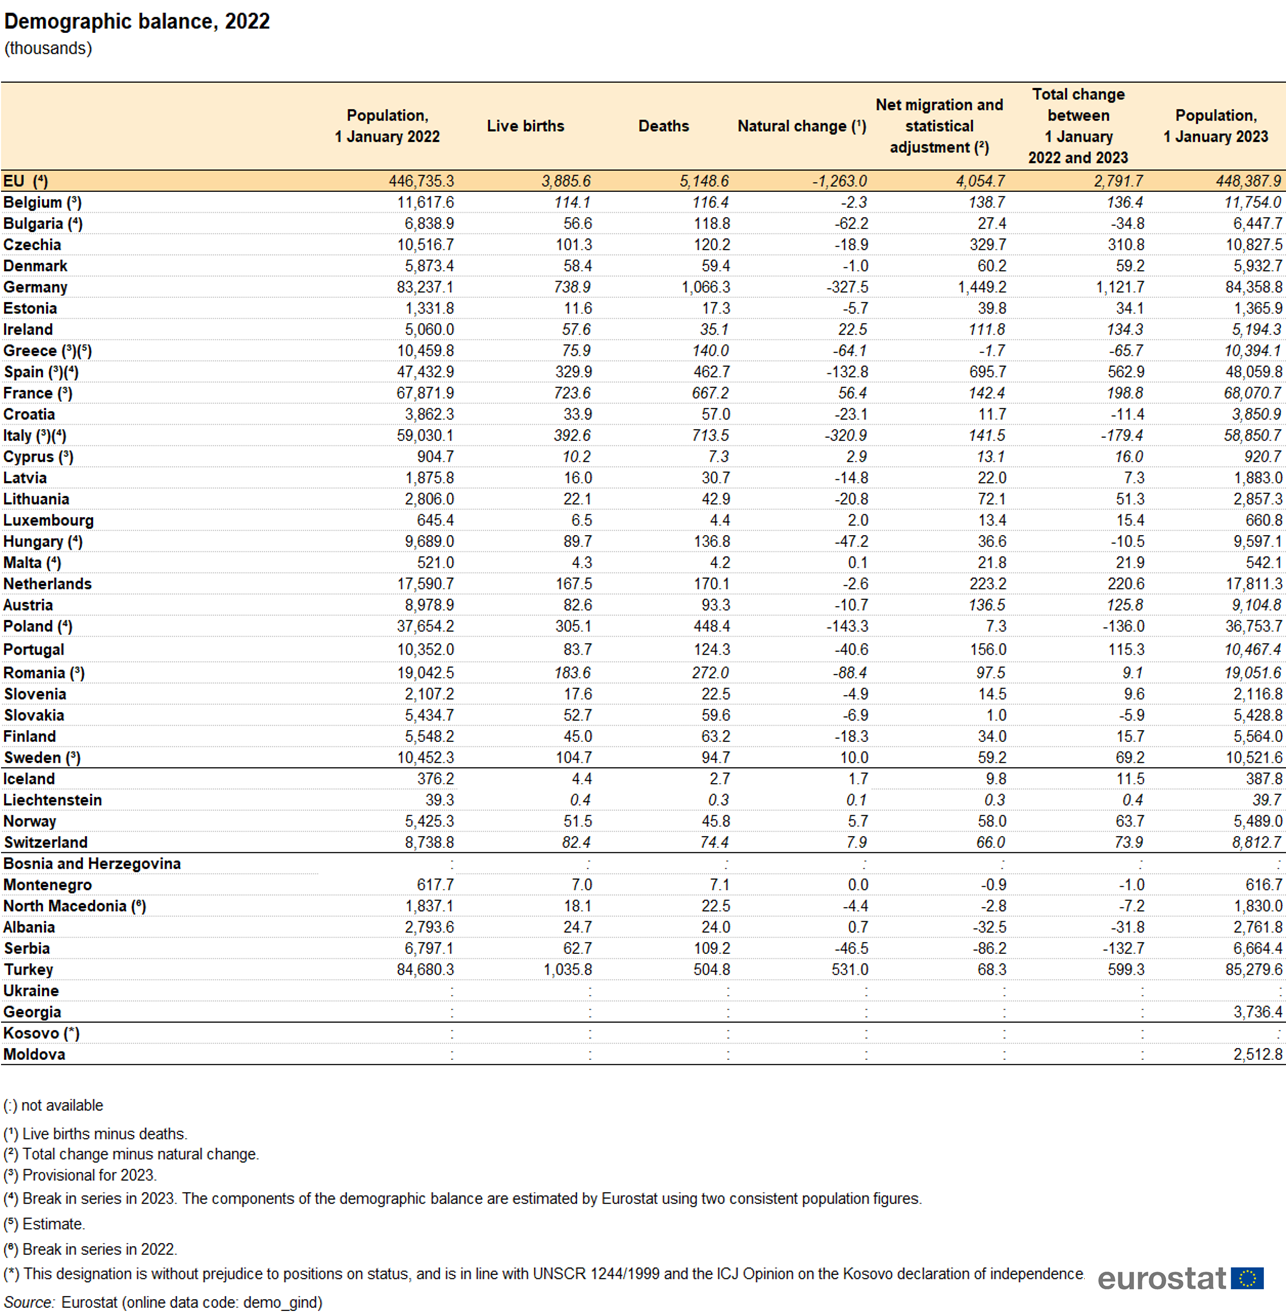 Demographic balance, 2022
(thousands)
Population, 1 January 2022 Live births Deaths Natural change (¹) Net migration and statistical adjustment (²) Total change between 1 January 2022 and 2023 Population, 1 January 2023
EU (⁴) 446,735.3 3,885.6 5,148.6 -1,263.0 4,054.7 2,791.7 448,387.9
Belgium (³) 11,617.6 114.1 116.4 -2.3 138.7 136.4 11,754.0
Bulgaria (⁴) 6,838.9 56.6 118.8 -62.2 27.4 -34.8 6,447.7
Czechia 10,516.7 101.3 120.2 -18.9 329.7 310.8 10,827.5
Denmark 5,873.4 58.4 59.4 -1.0 60.2 59.2 5,932.7
Germany 83,237.1 738.9 1,066.3 -327.5 1,449.2 1,121.7 84,358.8
Estonia 1,331.8 11.6 17.3 -5.7 39.8 34.1 1,365.9
Ireland 5,060.0 57.6 35.1 22.5 111.8 134.3 5,194.3
Greece (³)(⁵) 10,459.8 75.9 140.0 -64.1 -1.7 -65.7 10,394.1
Spain (³)(⁴) 47,432.9 329.9 462.7 -132.8 695.7 562.9 48,059.8
France (³) 67,871.9 723.6 667.2 56.4 142.4 198.8 68,070.7
Croatia 3,862.3 33.9 57.0 -23.1 11.7 -11.4 3,850.9
Italy (³)(⁴) 59,030.1 392.6 713.5 -320.9 141.5 -179.4 58,850.7
Cyprus (³) 904.7 10.2 7.3 2.9 13.1 16.0 920.7
Latvia 1,875.8 16.0 30.7 -14.8 22.0 7.3 1,883.0
Lithuania 2,806.0 22.1 42.9 -20.8 72.1 51.3 2,857.3
Luxembourg 645.4 6.5 4.4 2.0 13.4 15.4 660.8
Hungary (⁴) 9,689.0 89.7 136.8 -47.2 36.6 -10.5 9,597.1
Malta (⁴) 521.0 4.3 4.2 0.1 21.8 21.9 542.1
Netherlands 17,590.7 167.5 170.1 -2.6 223.2 220.6 17,811.3
Austria 8,978.9 82.6 93.3 -10.7 136.5 125.8 9,104.8
Poland (⁴) 37,654.2 305.1 448.4 -143.3 7.3 -136.0 36,753.7
Portugal 10,352.0 83.7 124.3 -40.6 156.0 115.3 10,467.4
Romania (³) 19,042.5 183.6 272.0 -88.4 97.5 9.1 19,051.6
Slovenia 2,107.2 17.6 22.5 -4.9 14.5 9.6 2,116.8
Slovakia 5,434.7 52.7 59.6 -6.9 1.0 -5.9 5,428.8
Finland 5,548.2 45.0 63.2 -18.3 34.0 15.7 5,564.0
Sweden (³) 10,452.3 104.7 94.7 10.0 59.2 69.2 10,521.6
Iceland 376.2 4.4 2.7 1.7 9.8 11.5 387.8
Liechtenstein 39.3 0.4 0.3 0.1 0.3 0.4 39.7
Norway 5,425.3 51.5 45.8 5.7 58.0 63.7 5,489.0
Switzerland 8,738.8 82.4 74.4 7.9 66.0 73.9 8,812.7
Bosnia and Herzegovina : : : : : : :
Montenegro 617.7 7.0 7.1 0.0 -0.9 -1.0 616.7
North Macedonia (⁶) 1,837.1 18.1 22.5 -4.4 -2.8 -7.2 1,830.0
Albania 2,793.6 24.7 24.0 0.7 -32.5 -31.8 2,761.8
Serbia 6,797.1 62.7 109.2 -46.5 -86.2 -132.7 6,664.4
Turkey 84,680.3 1,035.8 504.8 531.0 68.3 599.3 85,279.6
Ukraine : : : : : : :
Georgia : : : : : : 3,736.4
Kosovo (*) : : : : : : :
Moldova : : : : : : 2,512.8
(:) not available
(¹) Live births minus deaths.
(²) Total change minus natural change.
(³) Provisional for 2023.
(⁴) Break in series in 2023. The components of the demographic balance are estimated by Eurostat using two consistent population figures.
(⁵) Estimate.
(⁶) Break in series in 2022.
(*) This designation is without prejudice to positions on status, and is in line with UNSCR 1244/1999 and the ICJ Opinion on the Kosovo declaration of independence.
Source: Eurostat (online data code: demo_gind)
eurostat